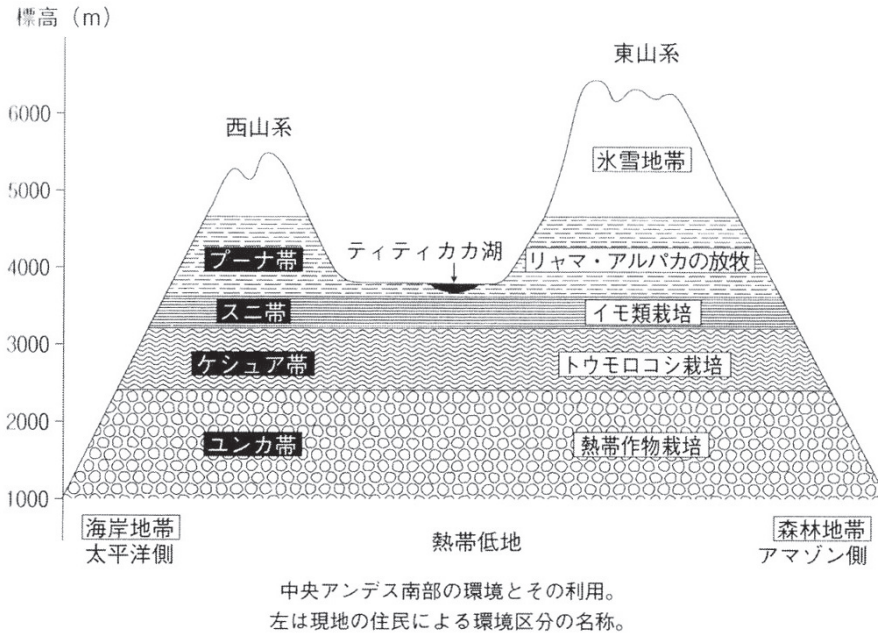 標高（m）
東山系
6000
西山系
氷雪地帯
5000
ティティカカ湖
プーナ帯
リャマ・アルパカの放牧
4000
スニ帯
イモ類栽培
3000
ケシュア帯
トウモロコシ栽培
2000
ユンカ帯
熱帯作物栽培
1000
海岸地帯
太平洋側
熱帯低地
森林地帯
アマゾン側
中央アンデス南部の環境とその利用。
左は現地の住民による環境区分の名称。